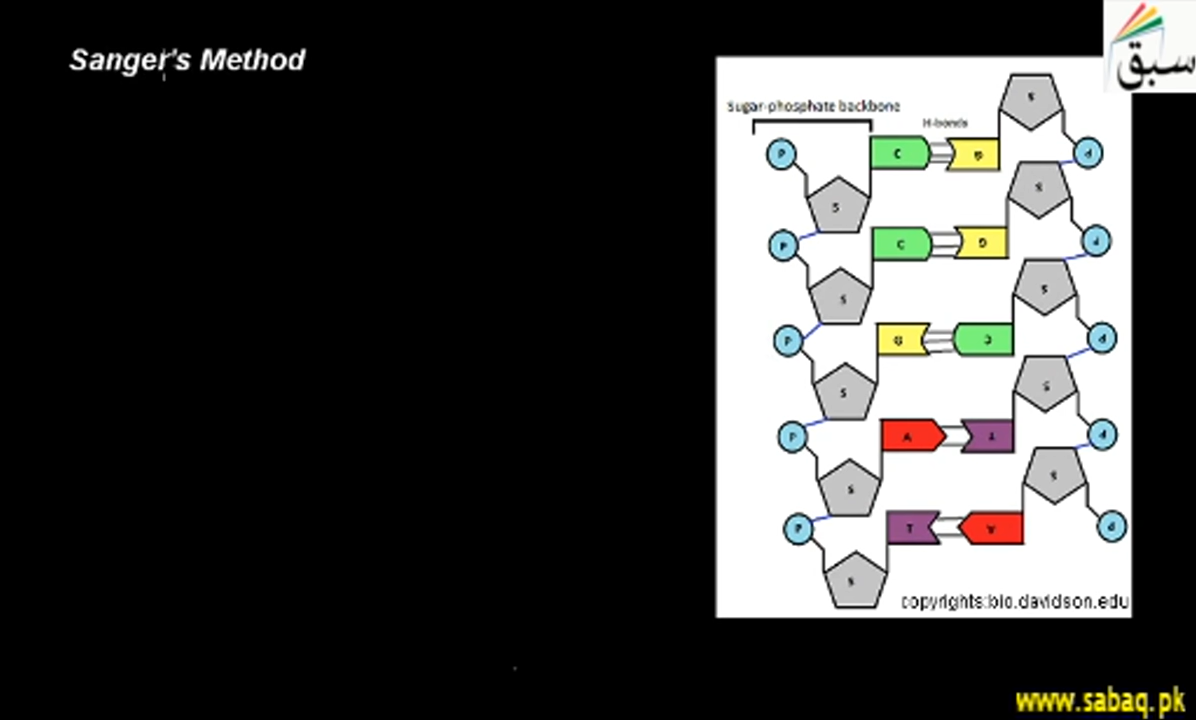 Sanger's Method
سبق
Sugar-phosphate backbone
H-bonds
S
P C G P
S S
P C G P
S S
P G C P
S S
P A T P
S S
P T A P
S
copyrights:bio.davidson.edu
www.sabaq.pk